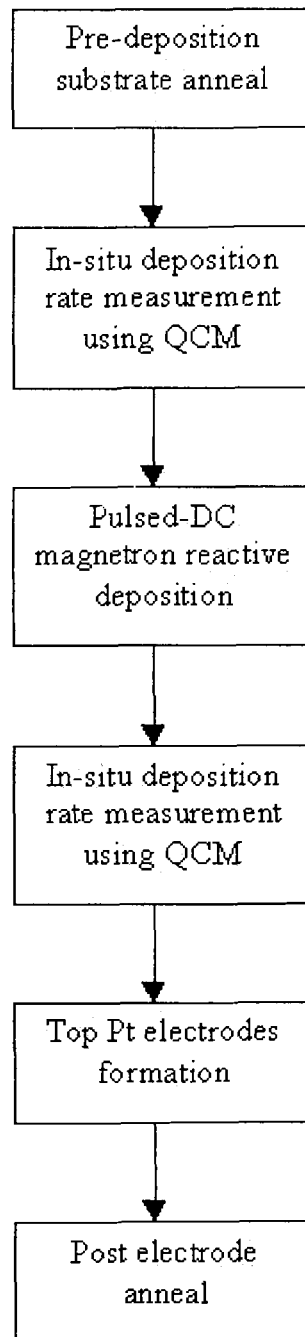 Pre-deposition
substrate anneal
In-situ deposition
rate measurement
using QCM
Pulsed-DC
magnetron reactive
deposition
In-situ deposition
rate measurement
using QCM
Top Pt electrodes
formation
Post electrode
anneal